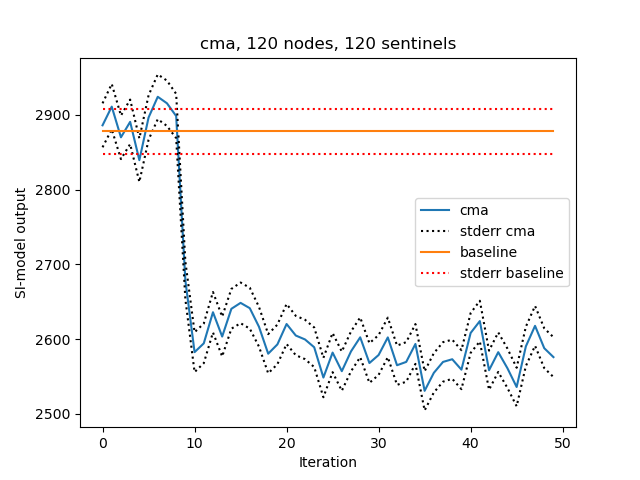 cma, 120 nodes, 120 sentinels
2900
2800
2700
2600
2500
SI-model output
cma
stderr cma
baseline
stderr baseline
0 10 20 30 40 50
Iteration